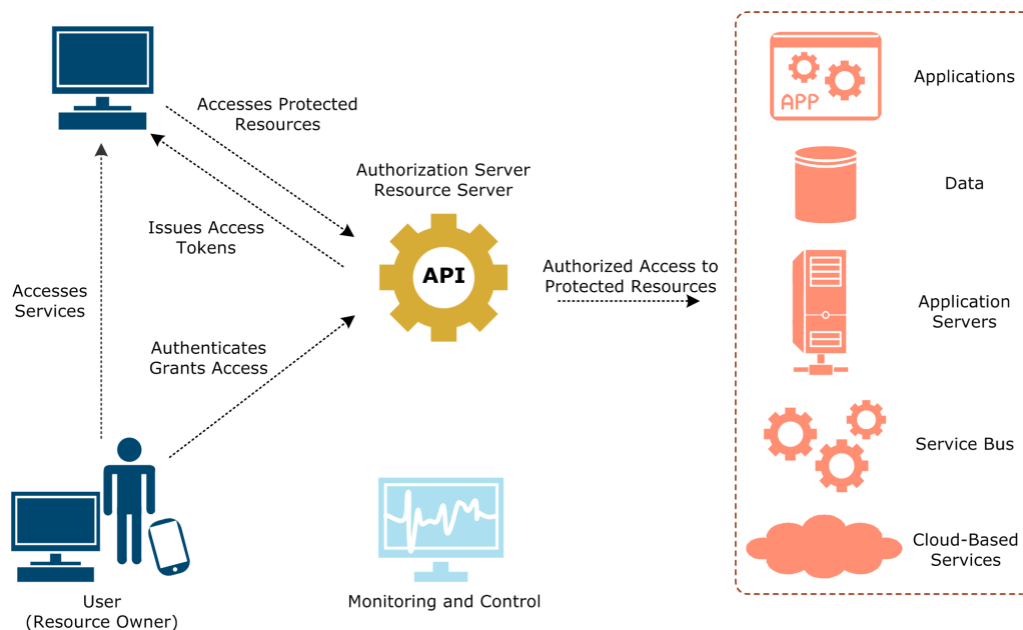 Accesses Protected
Resources
Authorization Server
Resource Server
Issues Access
Tokens
API
Accesses
Services
Authenticates
Grants Access
Authorized Access to
Protected Resources
User
(Resource Owner)
Monitoring and Control
APP
Applications
Data
Application
Servers
Service Bus
Cloud-Based
Services